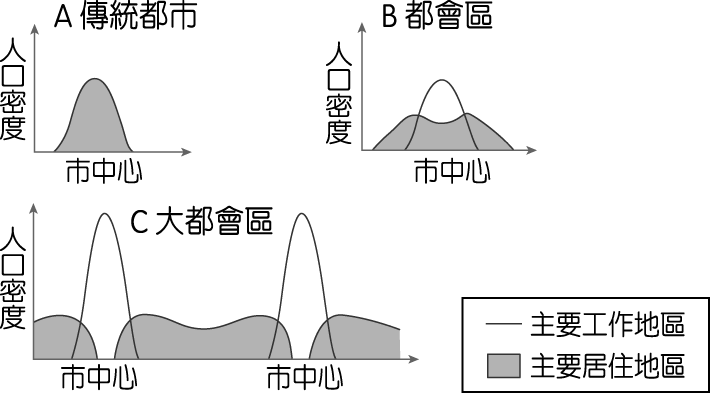 A 傳統都市
人口密度
市中心
B 都會區
人口密度
市中心
C 大都會區
人口密度
市中心
市中心
主要工作地區
主要居住地區